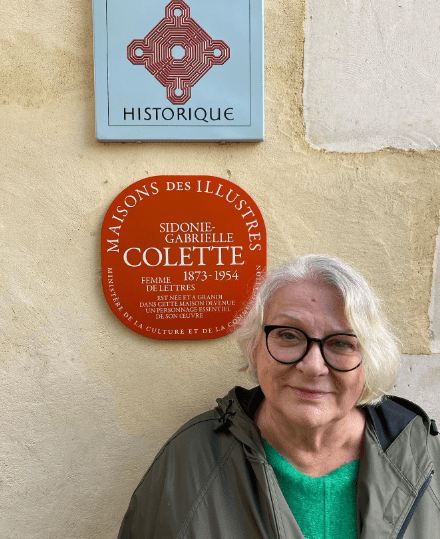 HISTORIQUE
MAISONS DES ILLUSTRES
SIDONIE-
GABRIELLE
COLETTE
1873-1954
FEMME
DE LETTRES
EST NÉE ET A GRANDI
DANS CETTE MAISON DEVENUE
UN PERSONNAGE ESSENTIEL
DE SON ŒUVRE
MINISTÈRE DE LA CULTURE ET DE LA